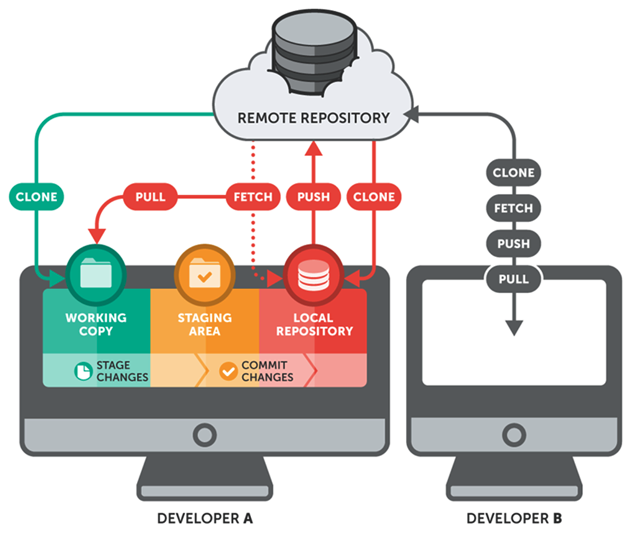 REMOTE REPOSITORY
CLONE
PULL
FETCH
PUSH
CLONE
CLONE
FETCH
PUSH
PULL
WORKING
COPY
STAGING
AREA
LOCAL
REPOSITORY
STAGE
CHANGES
COMMIT
CHANGES
DEVELOPER A
DEVELOPER B